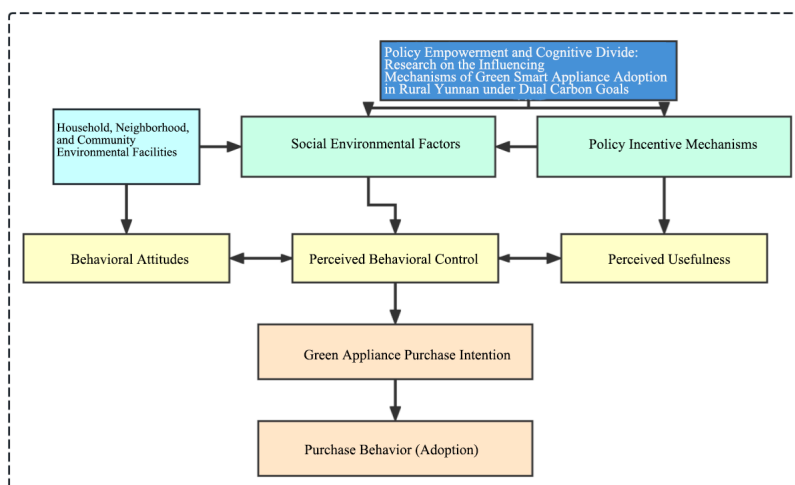 Policy Empowerment and Cognitive Divide:
Research on the Influencing
Mechanisms of Green Smart Appliance Adoption
in Rural Yunnan under Dual Carbon Goals
Household, Neighborhood,
and Community
Environmental Facilities
Social Environmental Factors
Policy Incentive Mechanisms
Behavioral Attitudes
Perceived Behavioral Control
Perceived Usefulness
Green Appliance Purchase Intention
Purchase Behavior (Adoption)